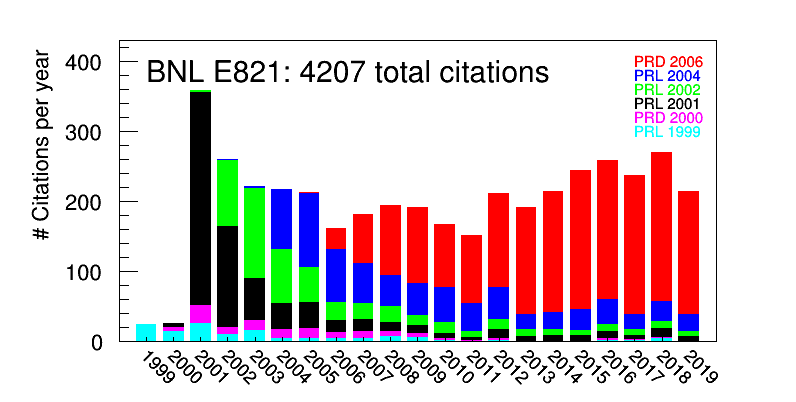 BNL E821: 4207 total citations
PRD 2006
PRL 2004
PRL 2002
PRL 2001
PRD 2000
PRL 1999
# Citations per year
400
300
200
100
0
1999 2000 2001 2002 2003 2004 2005 2006 2007 2008 2009 2010 2011 2012 2013 2014 2015 2016 2017 2018 2019